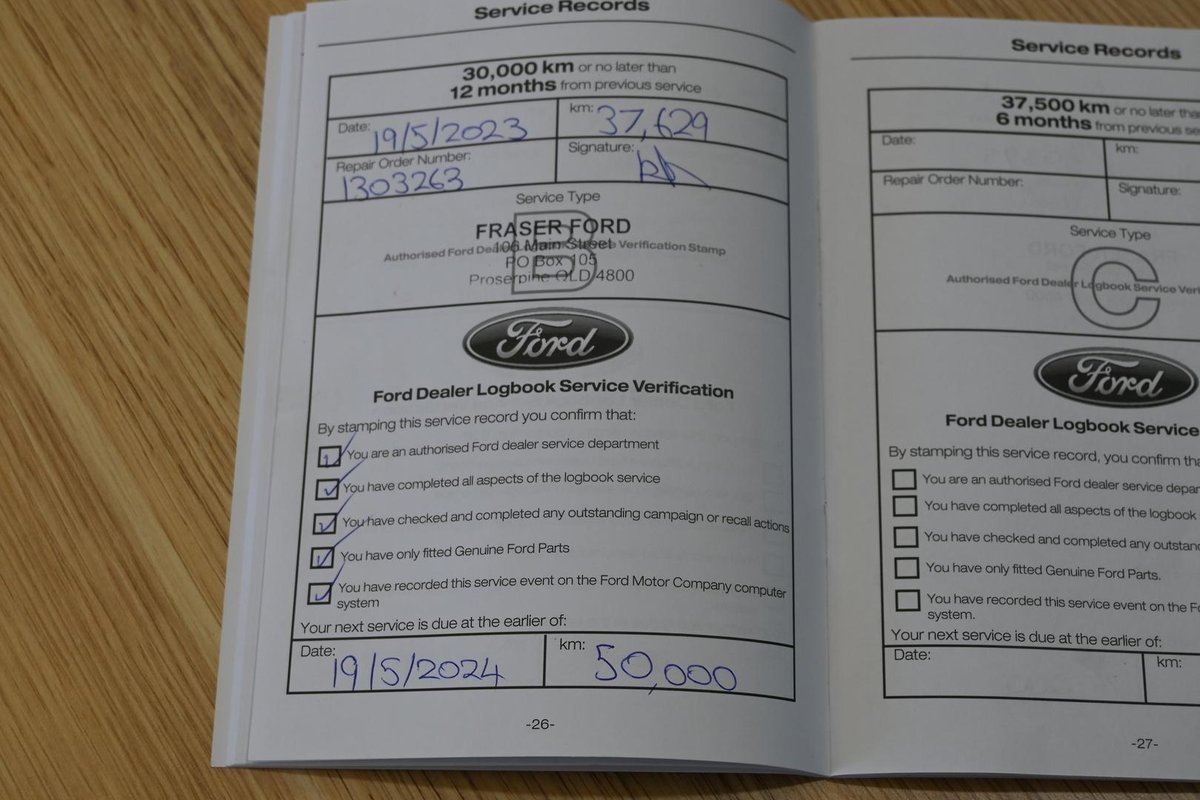 Service Records
30,000 km or no later than
12 months from previous service
Date: 19/5/2023
km: 37,629
Repair Order Number:
1303263
Signature:
Service Type
B
FRASER FORD
106 Main Street
Authorised Ford Dealer Logbook Service Verification Stamp
PO Box 105
Proserpine QLD 4800
Ford
Ford Dealer Logbook Service Verification
By stamping this service record you confirm that:
You are an authorised Ford dealer service department
You have completed all aspects of the logbook service
You have checked and completed any outstanding campaign or recall actions
You have only fitted Genuine Ford Parts
You have recorded this service event on the Ford Motor Company computer
system
Your next service is due at the earlier of:
Date: 19/5/2024
km: 50,000
-26-
Service Records
37,500 km or no later than
6 months from previous se
Date:
km:
Repair Order Number:
Signature:
Service Type
C
Authorised Ford Dealer Logbook Service Veri
Ford
Ford Dealer Logbook Service
By stamping this service record, you confirm tha
You are an authorised Ford dealer service depar
You have completed all aspects of the logbook
You have checked and completed any outstand
You have only fitted Genuine Ford Parts.
You have recorded this service event on the Fo
system.
Your next service is due at the earlier of:
Date:
km:
-27-